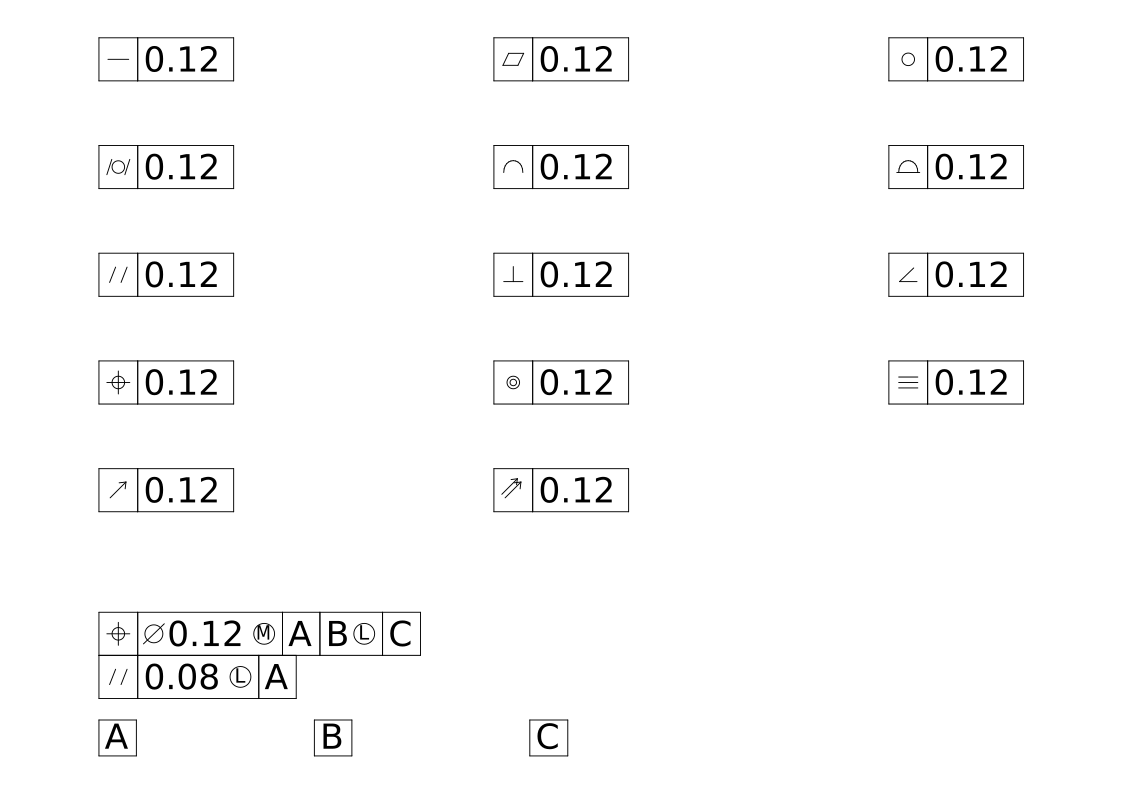 ⏤ 0.12 ⏥ 0.12 ○ 0.12
⌭ 0.12 ⌒ 0.12 ⌓ 0.12
// 0.12 ⟂ 0.12 ∠ 0.12
⌖ 0.12 ◎ 0.12 ⌯ 0.12
↗ 0.12 ⌰ 0.12
⌖ ⌀0.12 Ⓜ A BⓁ C
// 0.08 Ⓛ A
A B C